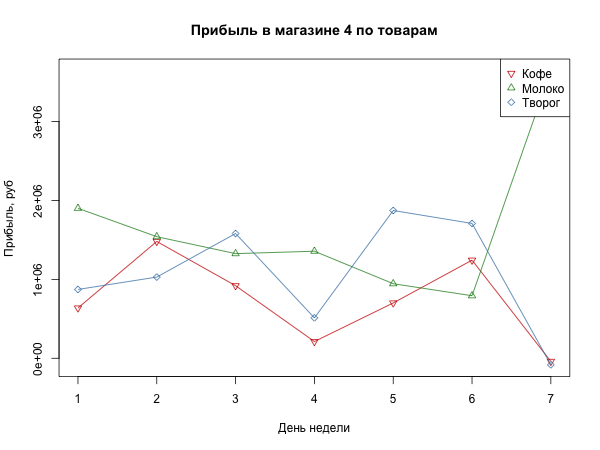 Прибыль в магазине 4 по товарам
Кофе
Молоко
Творог
Прибыль, руб
3e+06
2e+06
1e+06
0e+00
1 2 3 4 5 6 7
День недели